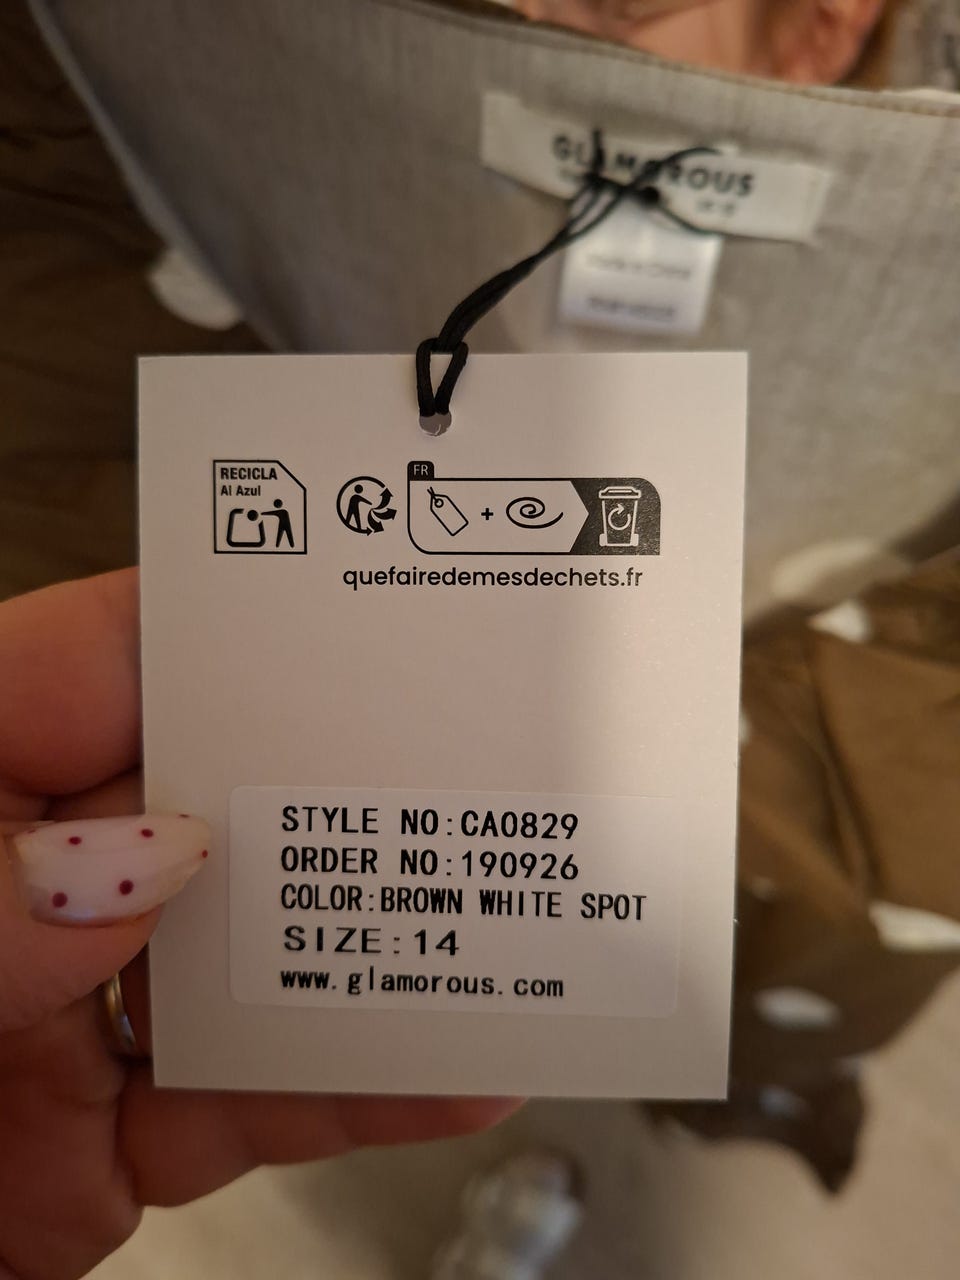 GLAMOROUS
RECICLA
Al Azul
FR
+
quefairedemesdechets.fr
STYLE NO:CA0829
ORDER NO:190926
COLOR:BROWN WHITE SPOT
SIZE:14
www.glamorous.com